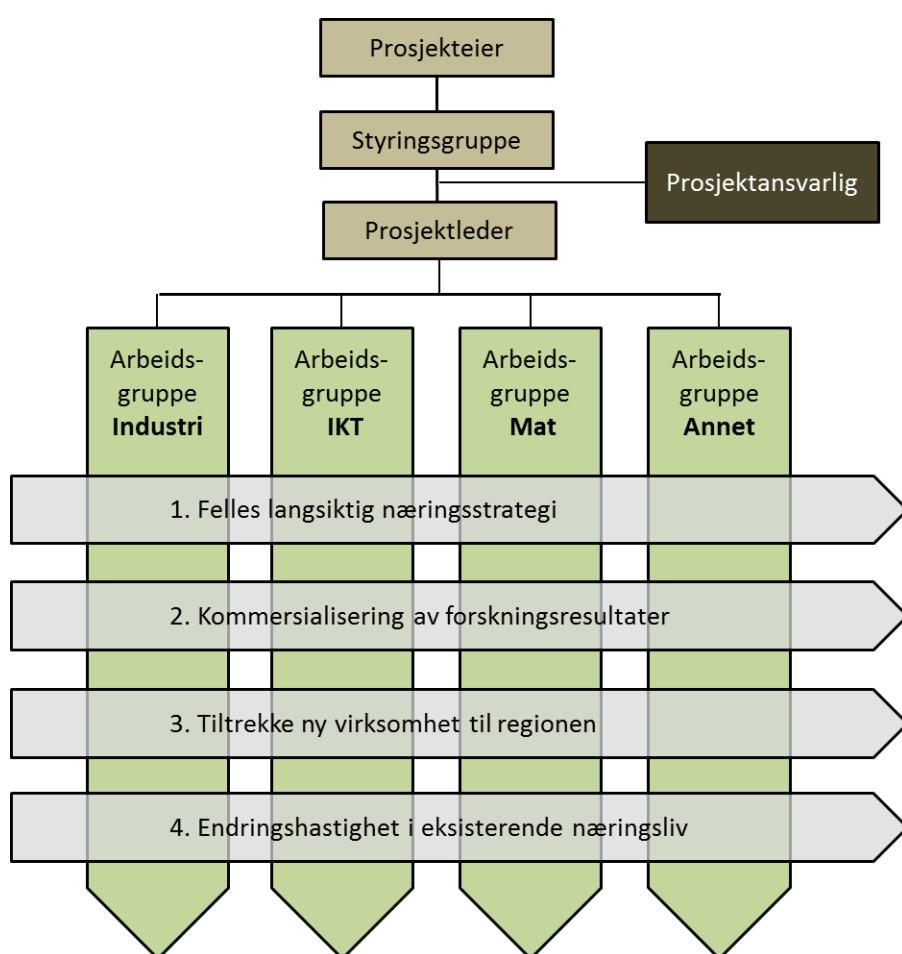 Prosjekteier
Styringsgruppe
Prosjektansvarlig
Prosjektleder
Arbeids-
gruppe
Industri
Arbeids-
gruppe
IKT
Arbeids-
gruppe
Mat
Arbeids-
gruppe
Annet
1. Felles langsiktig næringsstrategi
2. Kommersialisering av forskningsresultater
3. Tiltrekke ny virksomhet til regionen
4. Endringshastighet i eksisterende næringsliv